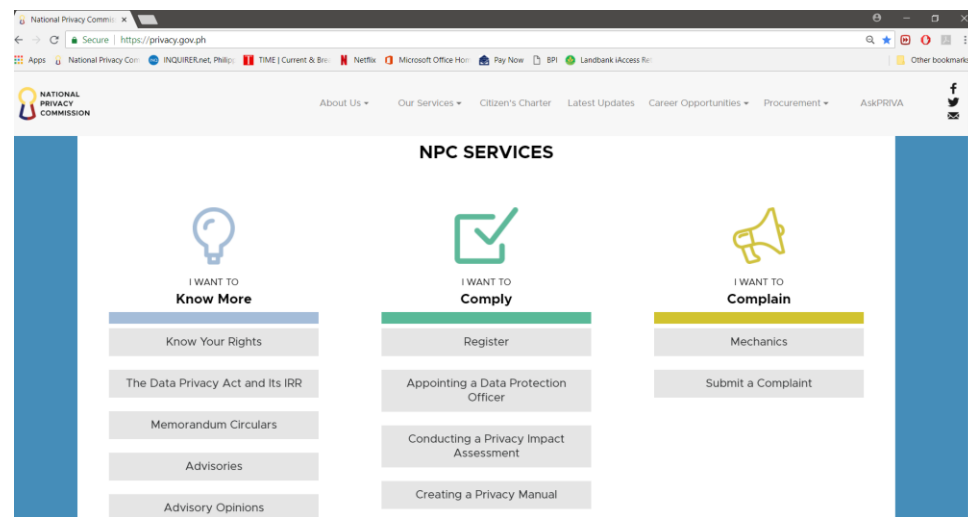 National Privacy Commis
Secure | https://privacy.gov.ph
Apps National Privacy Com INQUIRER.net, Philip TIME | Current & Bre Netflix Microsoft Office Hom Pay Now BPI Landbank iAccess Re Other bookmarks
NATIONAL
PRIVACY
COMMISSION
About Us Our Services Citizen's Charter Latest Updates Career Opportunities Procurement AskPRIVA
NPC SERVICES
I WANT TO
Know More
Know Your Rights
The Data Privacy Act and Its IRR
Memorandum Circulars
Advisories
Advisory Opinions
I WANT TO
Comply
Register
Appointing a Data Protection
Officer
Conducting a Privacy Impact
Assessment
Creating a Privacy Manual
I WANT TO
Complain
Mechanics
Submit a Complaint